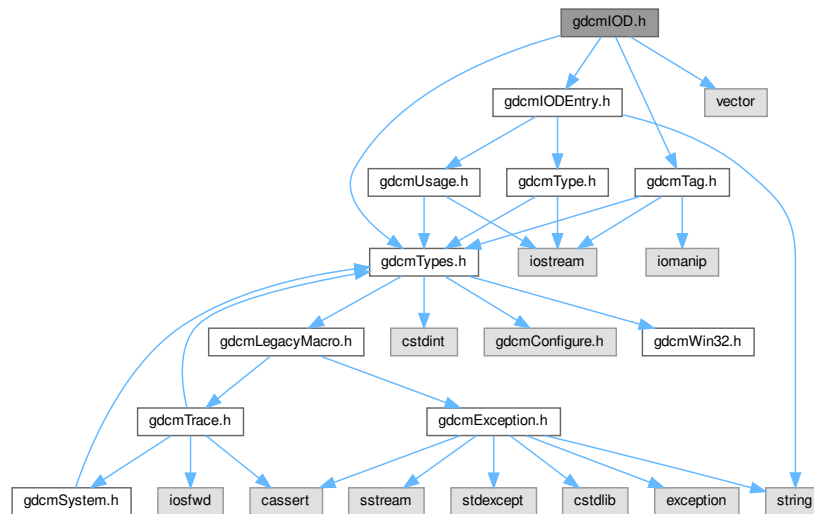 gdcmIOD.h
gdcmIODEntry.h
vector
gdcmUsage.h
gdcmType.h
gdcmTag.h
gdcmTypes.h
iostream
iomanip
gdcmLegacyMacro.h
cstdint
gdcmConfigure.h
gdcmWin32.h
gdcmTrace.h
gdcmException.h
gdcmSystem.h
iosfwd
cassert
sstream
stdexcept
cstdlib
exception
string